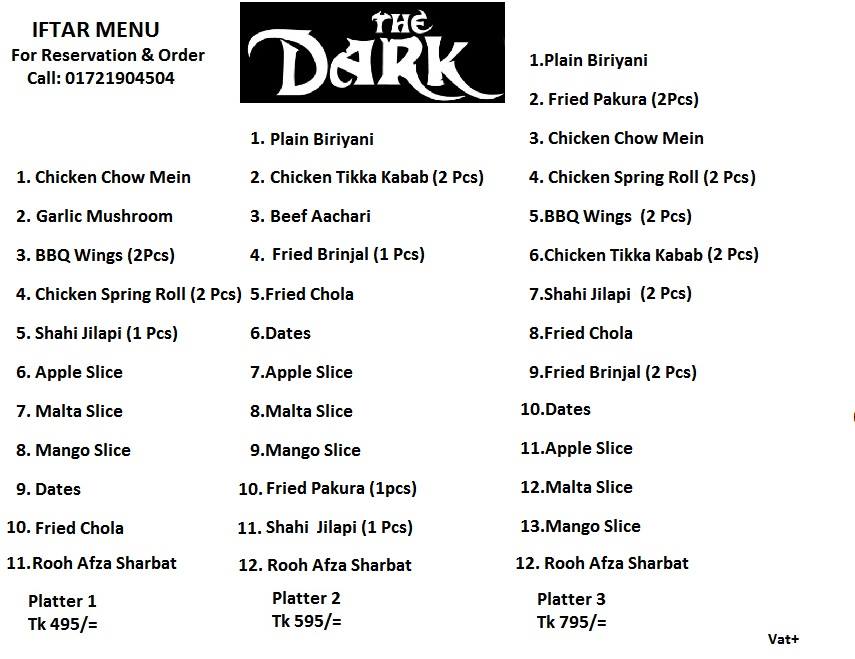 IFTAR MENU
For Reservation & Order
Call: 01721904504
THE
DARK
1. Chicken Chow Mein
2. Garlic Mushroom
3. BBQ Wings (2Pcs)
4. Chicken Spring Roll (2 Pcs)
5. Shahi Jilapi (1 Pcs)
6. Apple Slice
7. Malta Slice
8. Mango Slice
9. Dates
10. Fried Chola
11.Rooh Afza Sharbat
Platter 1
Tk 495/=
1. Plain Biriyani
2. Chicken Tikka Kabab (2 Pcs)
3. Beef Aachari
4. Fried Brinjal (1 Pcs)
5.Fried Chola
6.Dates
7.Apple Slice
8.Malta Slice
9.Mango Slice
10. Fried Pakura (1pcs)
11. Shahi Jilapi (1 Pcs)
12. Rooh Afza Sharbat
Platter 2
Tk 595/=
1.Plain Biriyani
2. Fried Pakura (2Pcs)
3. Chicken Chow Mein
4. Chicken Spring Roll (2 Pcs)
5.BBQ Wings (2 Pcs)
6.Chicken Tikka Kabab (2 Pcs)
7.Shahi Jilapi (2 Pcs)
8.Fried Chola
9.Fried Brinjal (2 Pcs)
10.Dates
11.Apple Slice
12.Malta Slice
13.Mango Slice
12. Rooh Afza Sharbat
Platter 3
Tk 795/=
Vat+